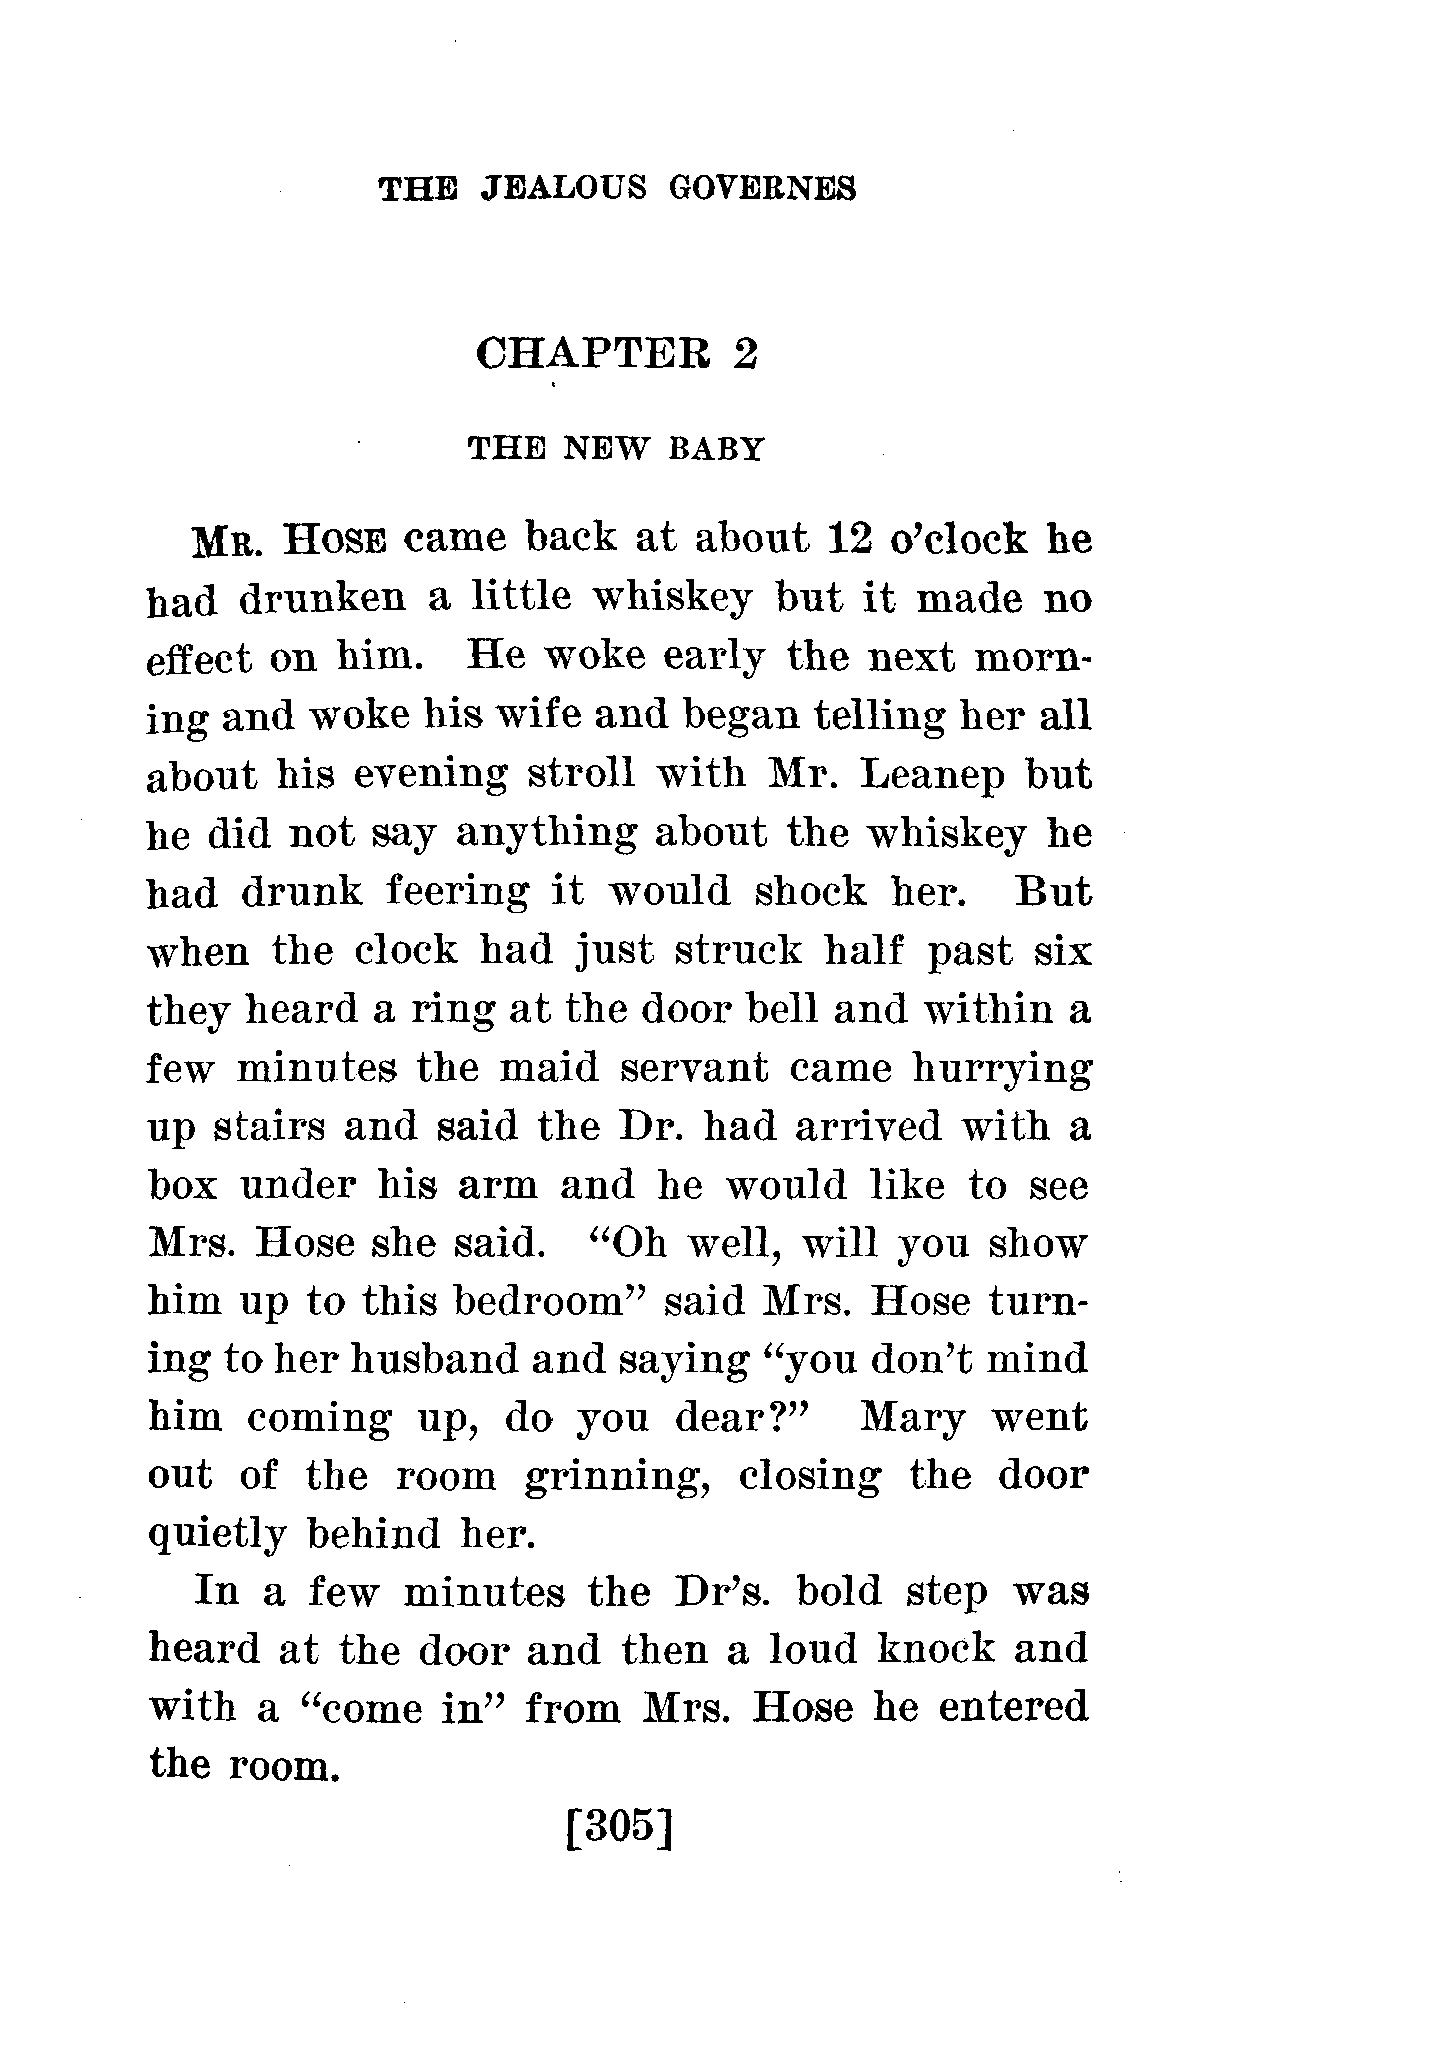 THE JEALOUS GOVERNES
CHAPTER 2
THE NEW BABY
MR. HOSE came back at about 12 o’clock he
had drunken a little whiskey but it made no
effect on him. He woke early the next morn-
ing and woke his wife and began telling her all
about his evening stroll with Mr. Leanep but
he did not say anything about the whiskey he
had drunk feering it would shock her. But
when the clock had just struck half past six
they heard a ring at the door bell and within a
few minutes the maid servant came hurrying
up stairs and said the Dr. had arrived with a
box under his arm and he would like to see
Mrs. Hose she said. “Oh well, will you show
him up to this bedroom” said Mrs. Hose turn-
ing to her husband and saying “you don’t mind
him coming up, do you dear?” Mary went
out of the room grinning, closing the door
quietly behind her.
In a few minutes the Dr’s. bold step was
heard at the door and then a loud knock and
with a “come in” from Mrs. Hose he entered
the room.
[305]